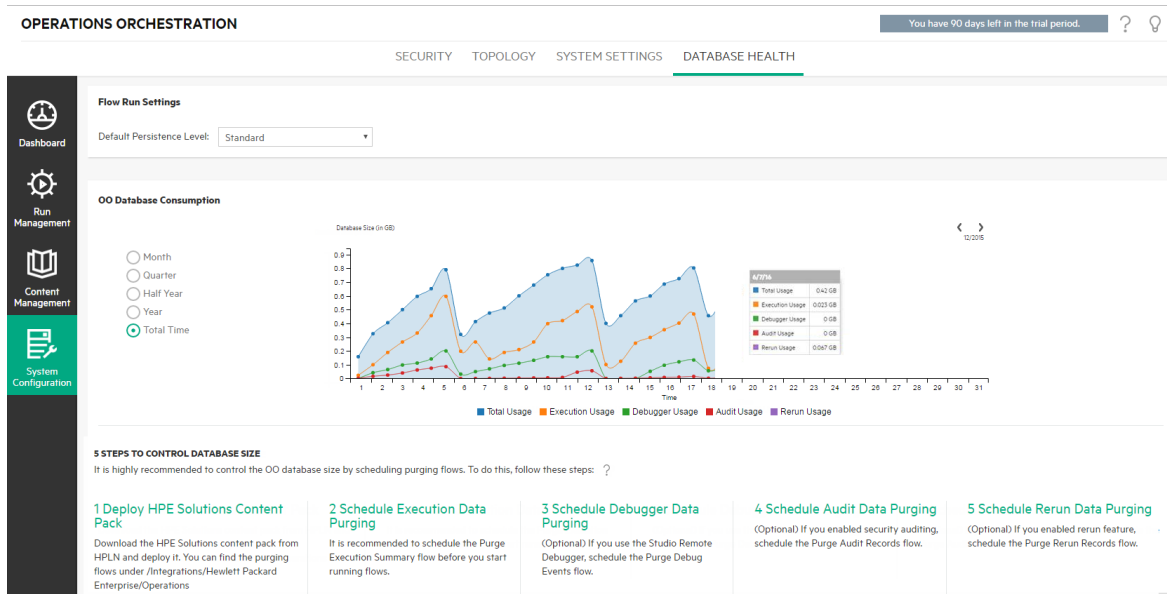 OPERATIONS ORCHESTRATION
You have 90 days left in the trial period.
?
SECURITY TOPOLOGY SYSTEM SETTINGS DATABASE HEALTH
Dashboard
Run
Management
Content
Management
System
Configuration
Flow Run Settings
Default Persistence Level: Standard
OO Database Consumption
Month
Quarter
Half Year
Year
Total Time
Database Size (in GB)
12/2015
0.9
0.8
0.7
0.6
0.5
0.4
0.3
0.2
0.1
0
1 2 3 4 5 6 7 8 9 10 11 12 13 14 15 16 17 18 19 20 21 22 23 24 25 26 27 28 29 30 31
Time
Total Usage Execution Usage Debugger Usage Audit Usage Rerun Usage
6/7/16
Total Usage 0.42 GB
Execution Usage 0.023 GB
Debugger Usage 0 GB
Audit Usage 0 GB
Rerun Usage 0.067 GB
5 STEPS TO CONTROL DATABASE SIZE
It is highly recommended to control the OO database size by scheduling purging flows. To do this, follow these steps: ?
1 Deploy HPE Solutions Content
Pack
Download the HPE Solutions content pack from
HPLN and deploy it. You can find the purging
flows under /Integrations/Hewlett Packard
Enterprise/Operations
2 Schedule Execution Data
Purging
It is recommended to schedule the Purge
Execution Summary flow before you start
running flows.
3 Schedule Debugger Data
Purging
(Optional) If you use the Studio Remote
Debugger, schedule the Purge Debug
Events flow.
4 Schedule Audit Data Purging
(Optional) If you enabled security auditing,
schedule the Purge Audit Records flow.
5 Schedule Rerun Data Purging
(Optional) If you enabled rerun feature,
schedule the Purge Rerun Records flow.